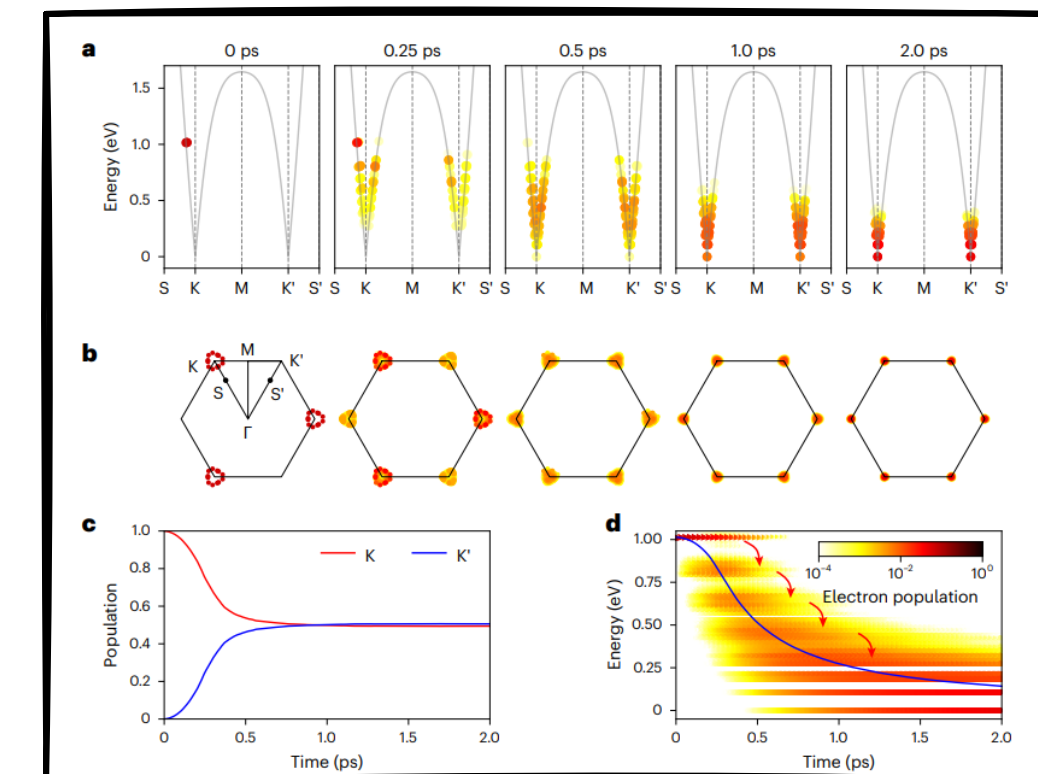 a
0 ps 0.25 ps 0.5 ps 1.0 ps 2.0 ps
1.5
1.0
0.5
0
Energy (eV)
S K M K' S' S K M K' S' S K M K' S' S K M K' S' S K M K' S'
b
M
K K'
S S'
Γ
c
1.0
0.8
0.6
0.4
0.2
0
Population
K K'
0 0.5 1.0 1.5 2.0
Time (ps)
d
1.00
0.75
0.50
0.25
0
Energy (eV)
10⁻⁴ 10⁻² 10⁰
Electron population
0 0.5 1.0 1.5 2.0
Time (ps)